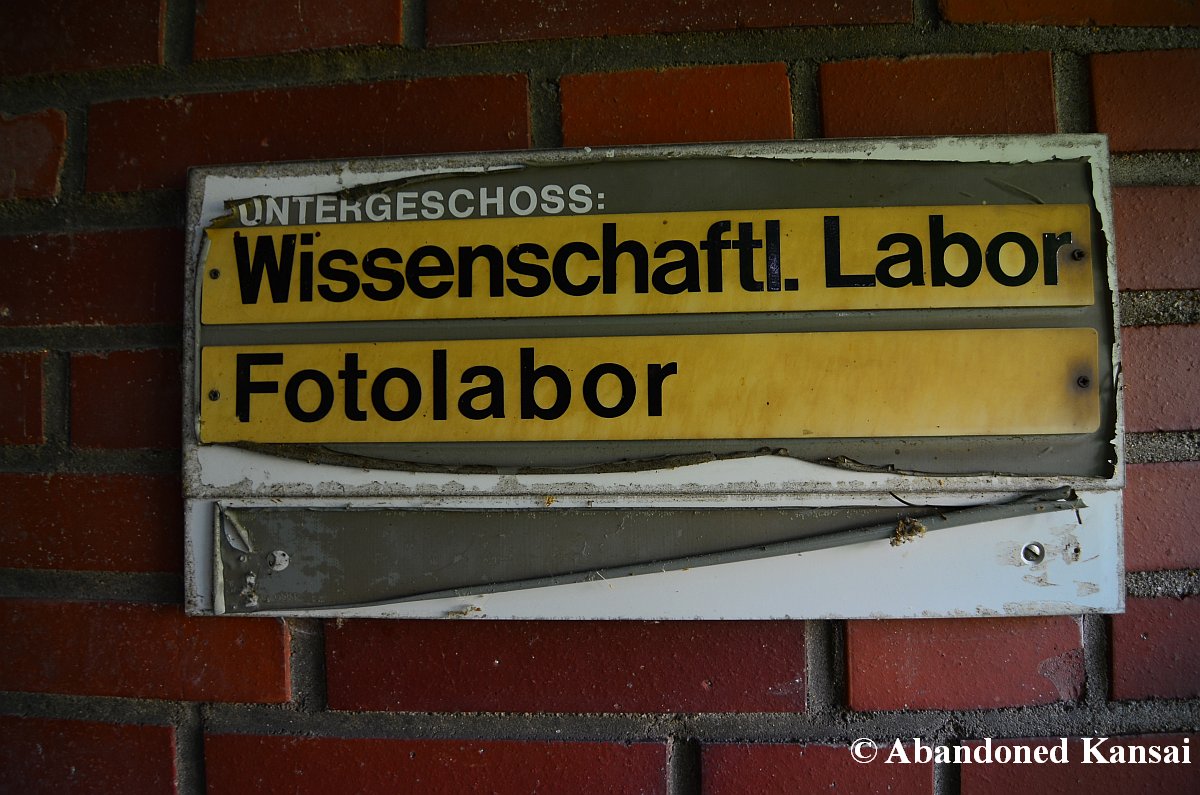 UNTERGESCHOSS:
Wissenschaftl. Labor
Fotolabor
© Abandoned Kansai